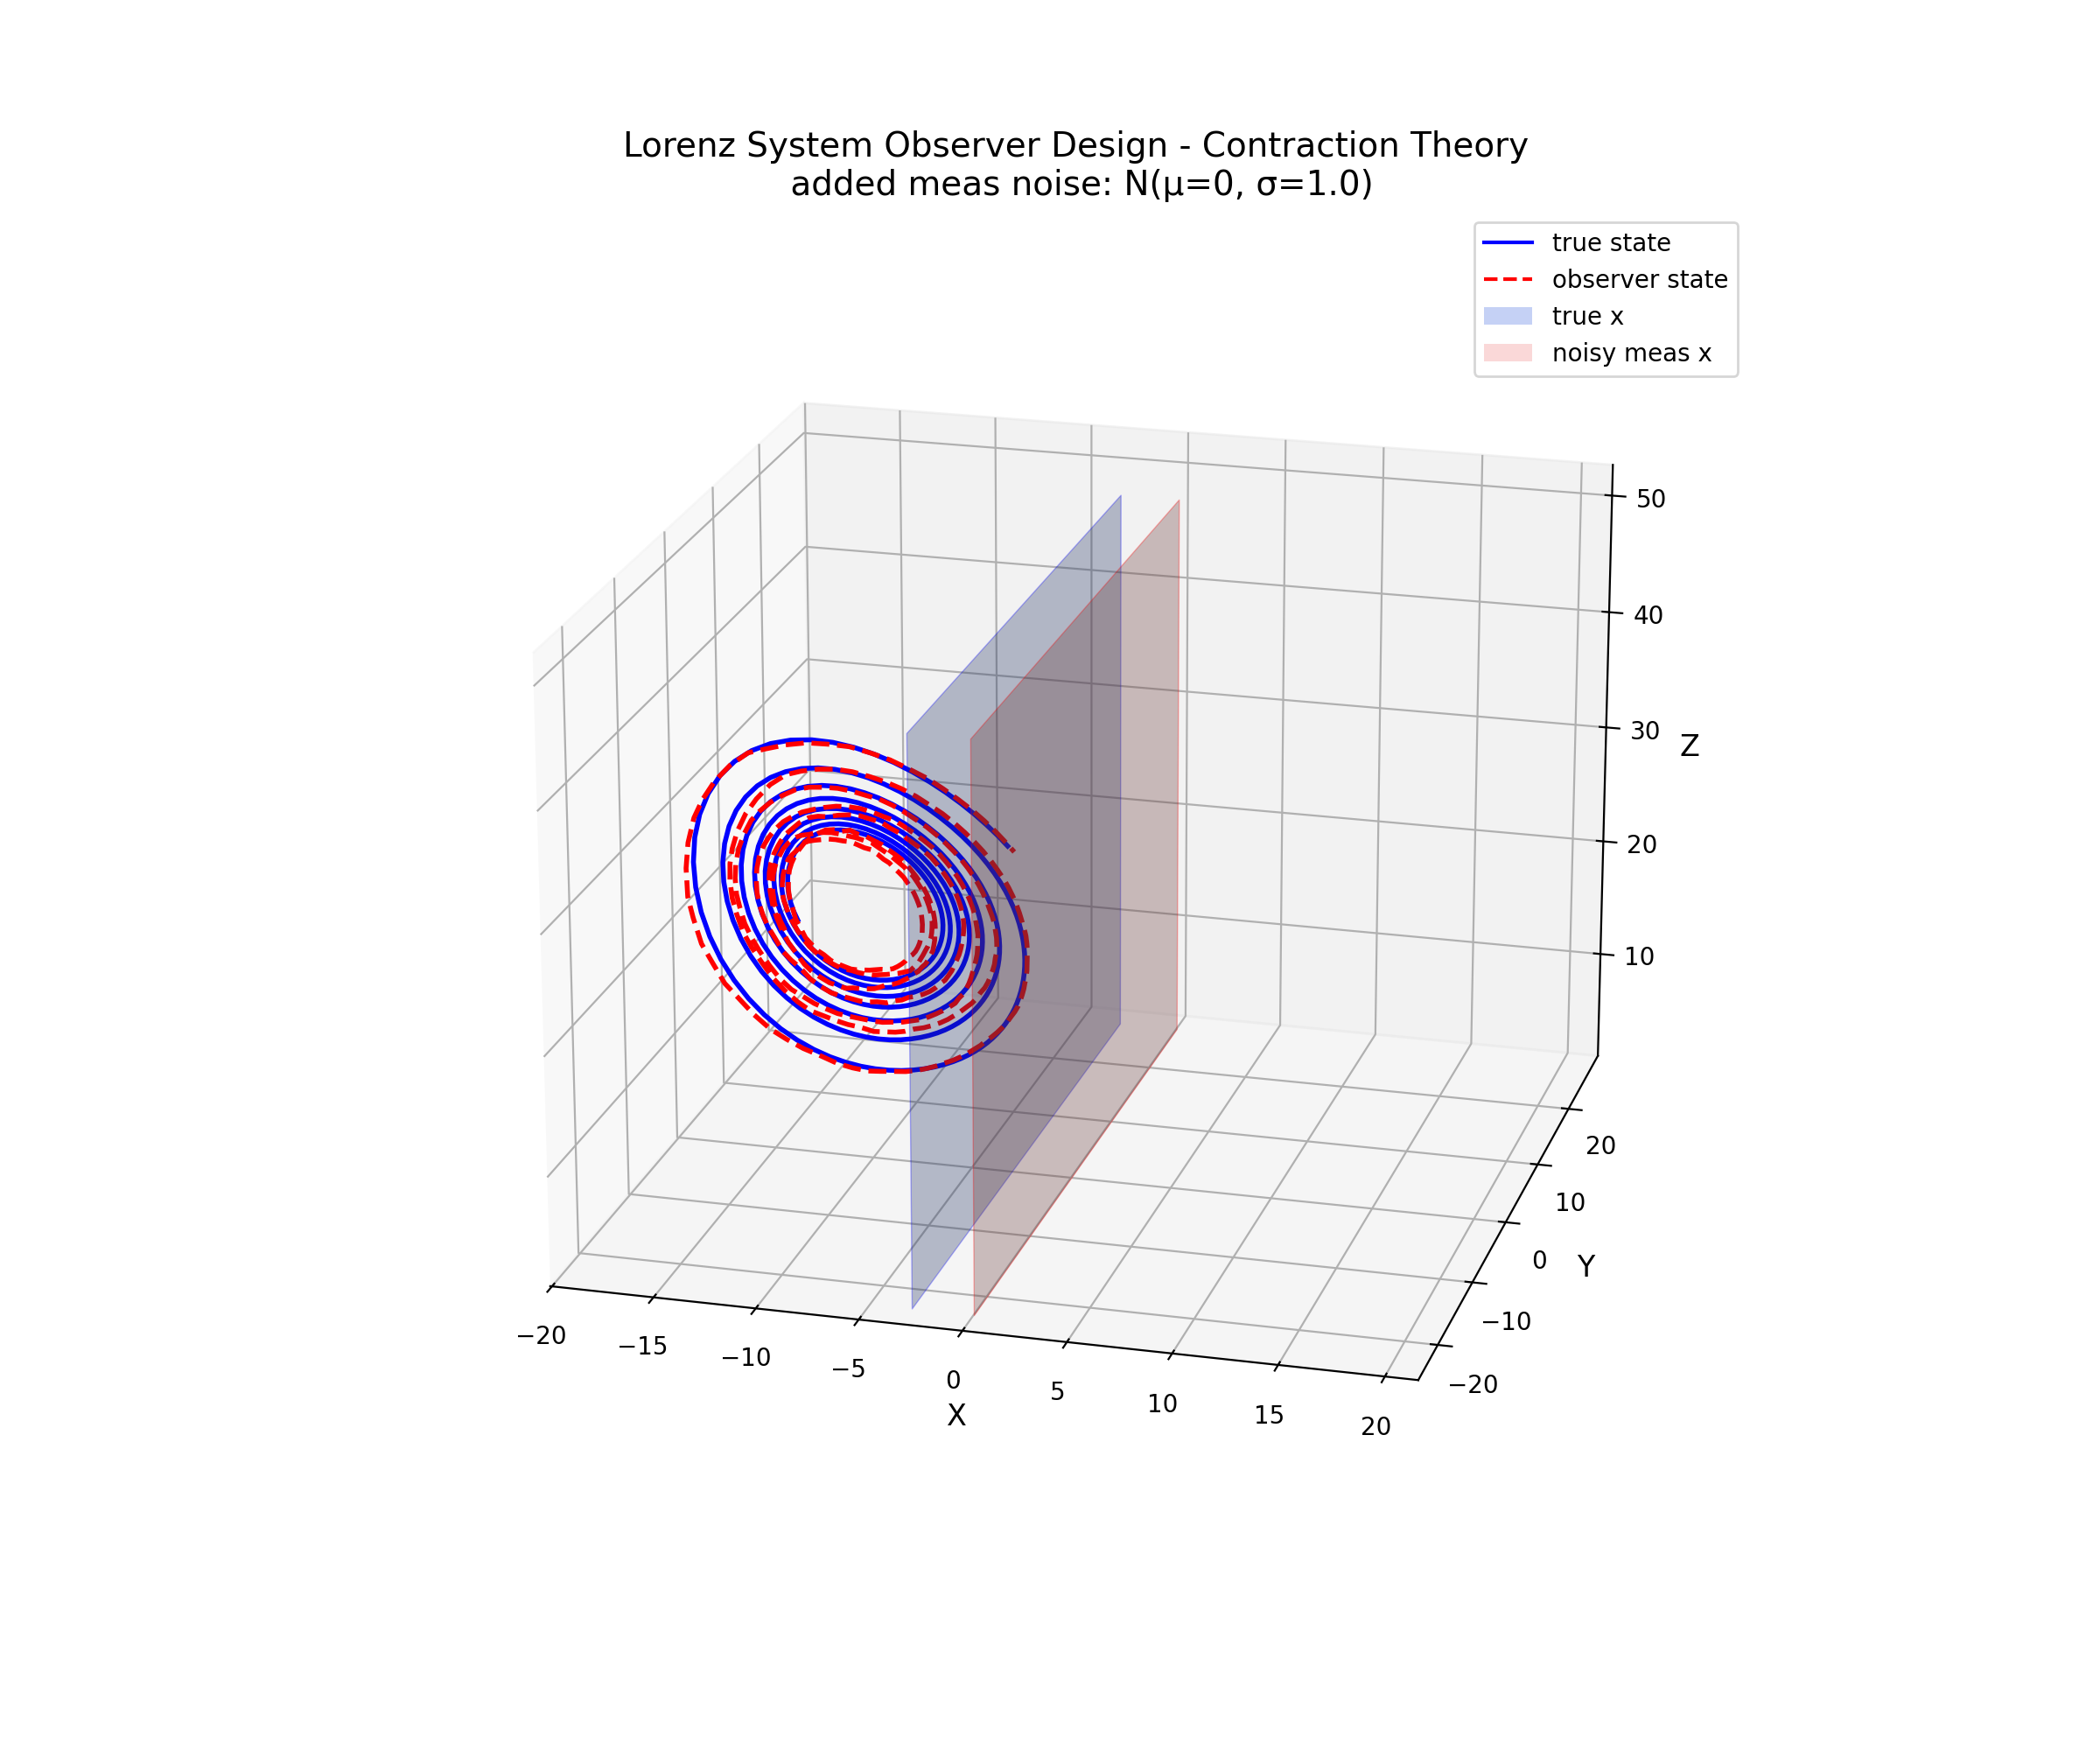 Lorenz System Observer Design - Contraction Theory
added meas noise: N(μ=0, σ=1.0)
true state
observer state
true x
noisy meas x
50
40
30
20
10
Z
20
10
0
−10
−20
Y
−20
−15
−10
−5
0
5
10
15
20
X